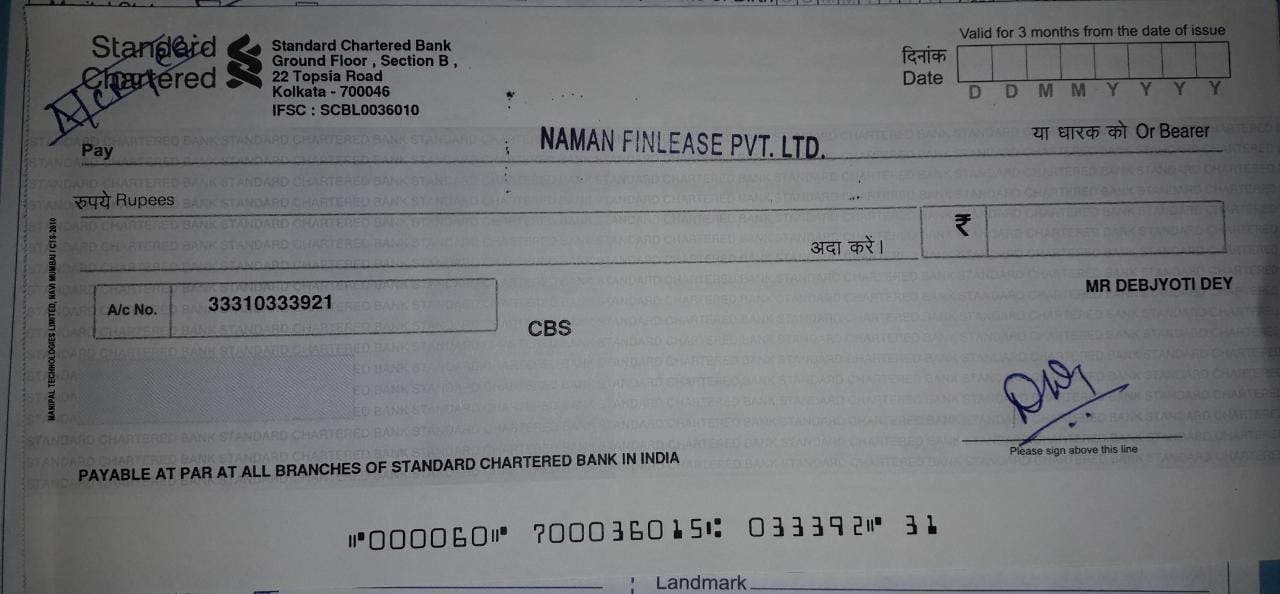 Standard
Chartered
A/c Payee
Standard Chartered Bank
Ground Floor , Section B ,
22 Topsia Road
Kolkata - 700046
IFSC : SCBL0036010
Valid for 3 months from the date of issue
दिनांक
Date
D D M M Y Y Y Y
Pay NAMAN FINLEASE PVT. LTD. या धारक को Or Bearer
रुपये Rupees
अदा करें। ₹
A/c No. 33310333921
MR DEBJYOTI DEY
CBS
MANIPAL TECHNOLOGIES LIMITED, NAVI MUMBAI / CTS-2010
Please sign above this line
PAYABLE AT PAR AT ALL BRANCHES OF STANDARD CHARTERED BANK IN INDIA
⑈000060⑈ 700036015⑆ 033392⑈ 31
Landmark